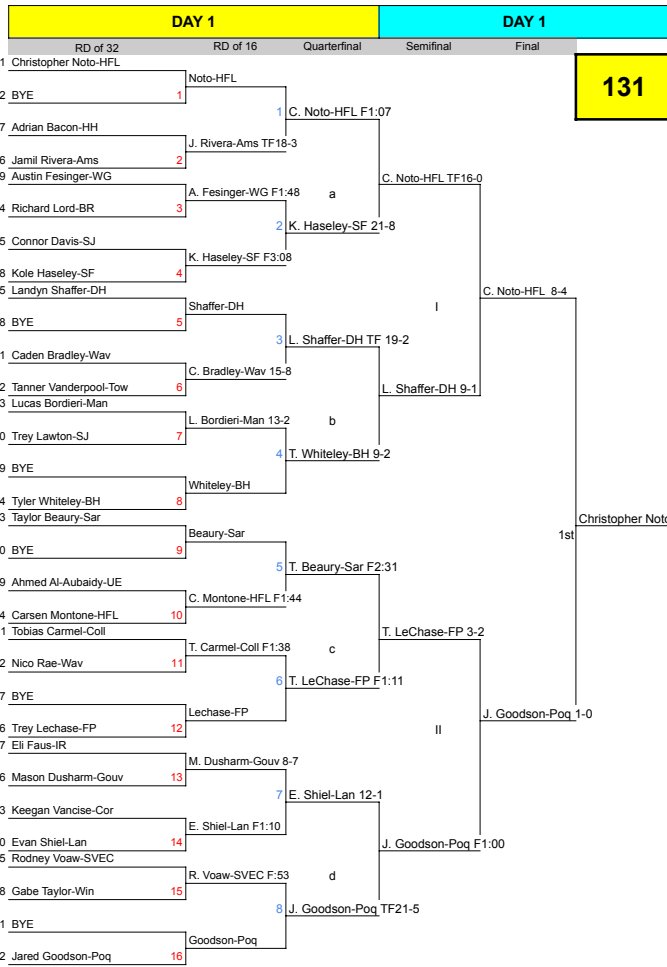 DAY 1 DAY 1
RD of 32 RD of 16 Quarterfinal Semifinal Final
131
1 Christopher Noto-HFL
Noto-HFL
2 BYE 1
1 C. Noto-HFL F1:07
7 Adrian Bacon-HH
J. Rivera-Ams TF18-3
6 Jamil Rivera-Ams 2
C. Noto-HFL TF16-0
9 Austin Fesinger-WG
A. Fesinger-WG F1:48 a
4 Richard Lord-BR 3
2 K. Haseley-SF 21-8
5 Connor Davis-SJ
K. Haseley-SF F3:08
8 Kole Haseley-SF 4
5 Landyn Shaffer-DH
C. Noto-HFL 8-4
Shaffer-DH I
8 BYE 5
3 L. Shaffer-DH TF 19-2
1 Caden Bradley-Wav
C. Bradley-Wav 15-8
2 Tanner Vanderpool-Tow 6
L. Shaffer-DH 9-1
3 Lucas Bordieri-Man
L. Bordieri-Man 13-2 b
0 Trey Lawton-SJ 7
4 T. Whiteley-BH 9-2
9 BYE
Whiteley-BH
4 Tyler Whiteley-BH 8
3 Taylor Beaury-Sar
Christopher Noto
Beaury-Sar 1st
0 BYE 9
5 T. Beaury-Sar F2:31
9 Ahmed Al-Aubaidy-UE
C. Montone-HFL F1:44
4 Carsen Montone-HFL 10
1 Tobias Carmel-Coll
T. LeChase-FP 3-2
T. Carmel-Coll F1:38 c
2 Nico Rae-Wav 11
6 T. LeChase-FP F1:11
7 BYE
Lechase-FP
J. Goodson-Poq 1-0
6 Trey Lechase-FP 12
II
7 Eli Faus-IR
M. Dusharm-Gouv 8-7
6 Mason Dusharm-Gouv 13
7 E. Shiel-Lan 12-1
3 Keegan Vancise-Cor
E. Shiel-Lan F1:10
0 Evan Shiel-Lan 14
J. Goodson-Poq F1:00
5 Rodney Voaw-SVEC
R. Voaw-SVEC F:53 d
8 Gabe Taylor-Win 15
8 J. Goodson-Poq TF21-5
1 BYE
Goodson-Poq
2 Jared Goodson-Poq 16